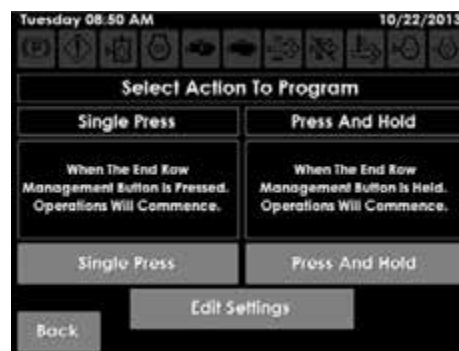 Tuesday 08:50 AM 10/22/2013
Select Action To Program
Single Press Press And Hold
When The End Row When The End Row
Management Button Is Pressed. Management Button Is Held.
Operations Will Commence. Operations Will Commence.
Single Press Press And Hold
Edit Settings
Back